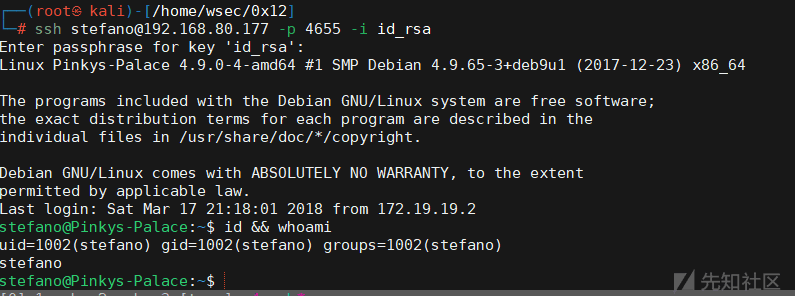 ┌──(root㉿ kali)-[/home/wsec/0x12]
└─# ssh stefano@192.168.80.177 -p 4655 -i id_rsa
Enter passphrase for key 'id_rsa':
Linux Pinkys-Palace 4.9.0-4-amd64 #1 SMP Debian 4.9.65-3+deb9u1 (2017-12-23) x86_64

The programs included with the Debian GNU/Linux system are free software;
the exact distribution terms for each program are described in the
individual files in /usr/share/doc/*/copyright.

Debian GNU/Linux comes with ABSOLUTELY NO WARRANTY, to the extent
permitted by applicable law.
Last login: Sat Mar 17 21:18:01 2018 from 172.19.19.2
stefano@Pinkys-Palace:~$ id && whoami
uid=1002(stefano) gid=1002(stefano) groups=1002(stefano)
stefano
stefano@Pinkys-Palace:~$
先知社区